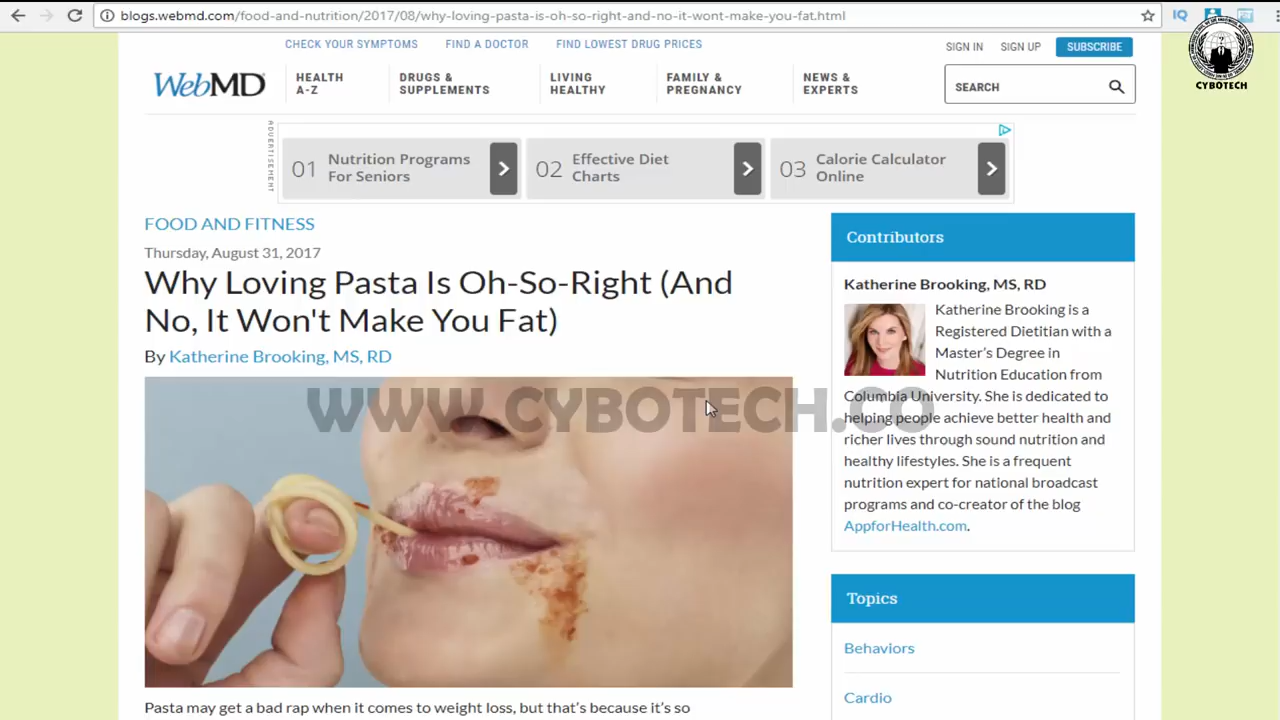 blogs.webmd.com/food-and-nutrition/2017/08/why-loving-pasta-is-oh-so-right-and-no-it-wont-make-you-fat.html
IQ
CYBOTECH
CHECK YOUR SYMPTOMS FIND A DOCTOR FIND LOWEST DRUG PRICES
SIGN IN SIGN UP SUBSCRIBE
WebMD
HEALTH
A-Z
DRUGS &
SUPPLEMENTS
LIVING
HEALTHY
FAMILY &
PREGNANCY
NEWS &
EXPERTS
SEARCH
ADVERTISEMENT
01 Nutrition Programs
For Seniors
02 Effective Diet
Charts
03 Calorie Calculator
Online
FOOD AND FITNESS
Thursday, August 31, 2017
Why Loving Pasta Is Oh-So-Right (And
No, It Won't Make You Fat)
By Katherine Brooking, MS, RD
WWW.CYBOTECH.CO
Pasta may get a bad rap when it comes to weight loss, but that's because it's so
Contributors
Katherine Brooking, MS, RD
Katherine Brooking is a
Registered Dietitian with a
Master's Degree in
Nutrition Education from
Columbia University. She is dedicated to
helping people achieve better health and
richer lives through sound nutrition and
healthy lifestyles. She is a frequent
nutrition expert for national broadcast
programs and co-creator of the blog
AppforHealth.com.
Topics
Behaviors
Cardio